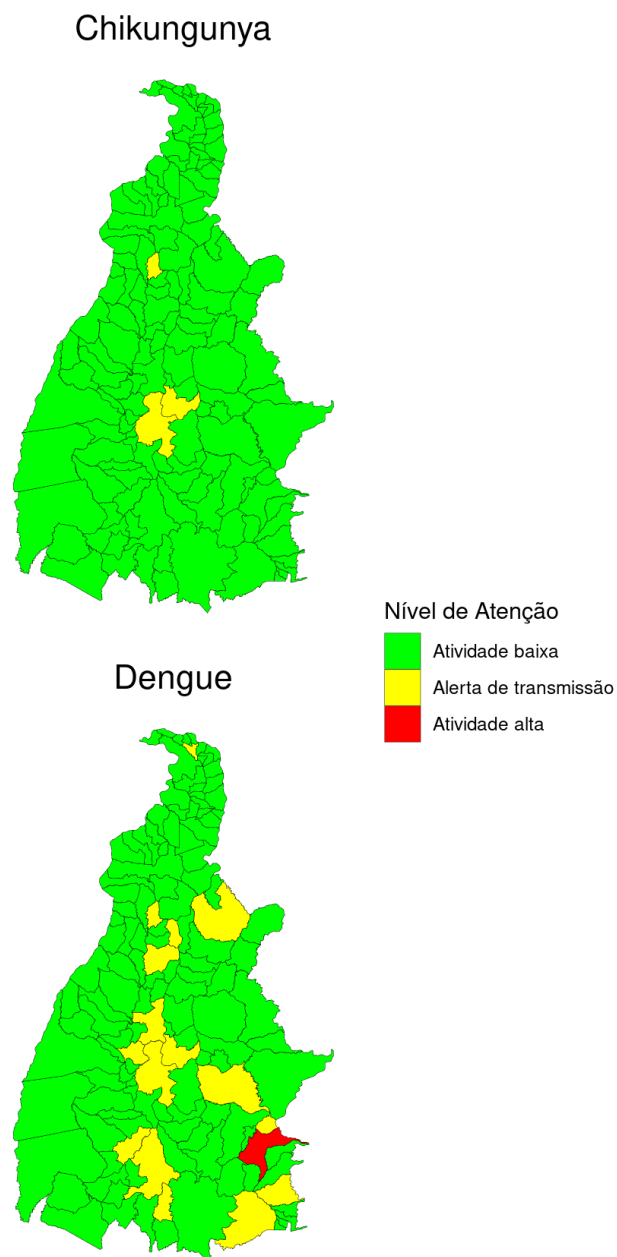 Chikungunya
Nível de Atenção
Atividade baixa
Alerta de transmissão
Atividade alta
Dengue